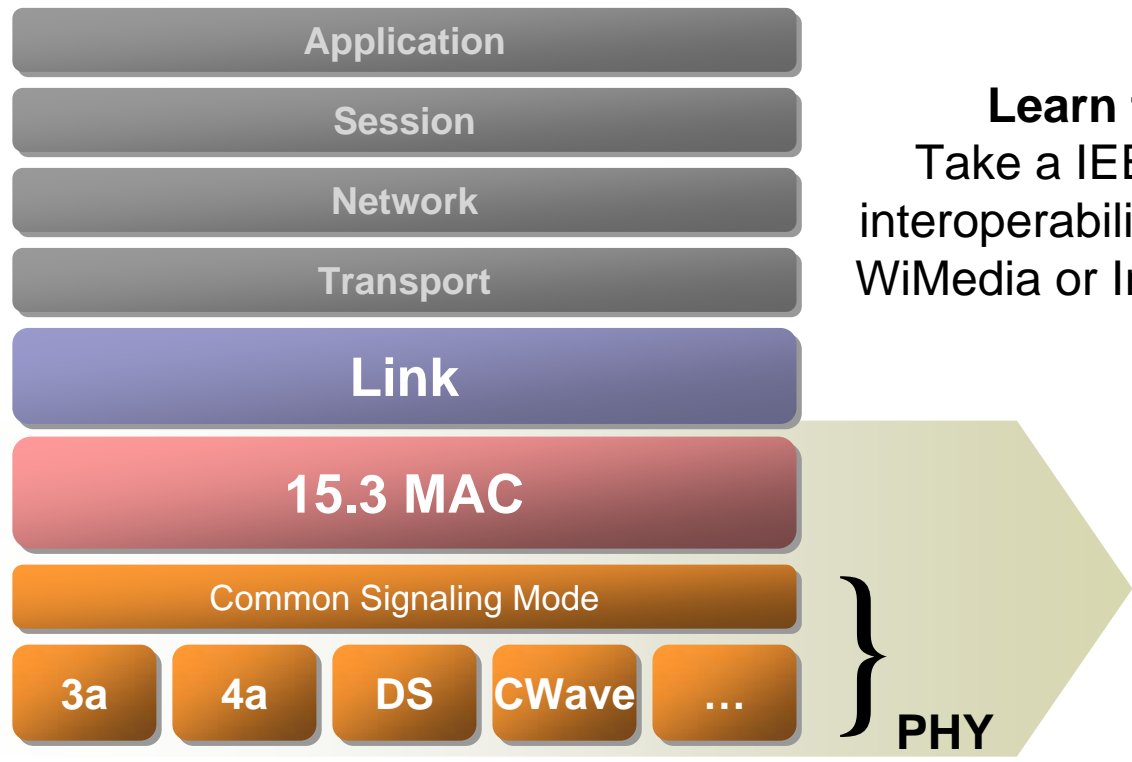 Application
Session
Network
Transport
Link
15.3 MAC
Common Signaling Mode
3a 4a DS CWave …
} PHY
Learn
Take a
interoperabili
WiMedia or